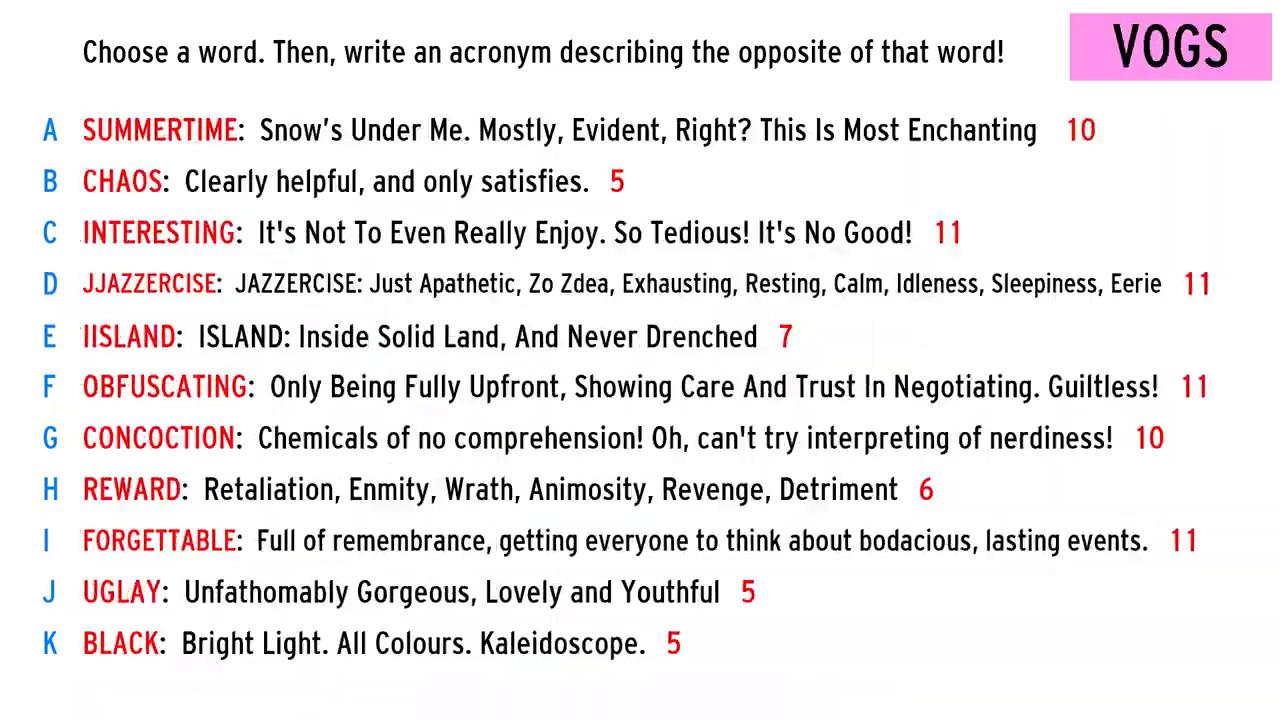 Choose a word. Then, write an acronym describing the opposite of that word!
VOGS
A SUMMERTIME: Snow's Under Me. Mostly, Evident, Right? This Is Most Enchanting 10
B CHAOS: Clearly helpful, and only satisfies. 5
C INTERESTING: It's Not To Even Really Enjoy. So Tedious! It's No Good! 11
D JJAZZERCISE: JAZZERCISE: Just Apathetic, Zo Zdea, Exhausting, Resting, Calm, Idleness, Sleepiness, Eerie 11
E IISLAND: ISLAND: Inside Solid Land, And Never Drenched 7
F OBFUSCATING: Only Being Fully Upfront, Showing Care And Trust In Negotiating. Guiltless! 11
G CONCOCTION: Chemicals of no comprehension! Oh, can't try interpreting of nerdiness! 10
H REWARD: Retaliation, Enmity, Wrath, Animosity, Revenge, Detriment 6
I FORGETTABLE: Full of remembrance, getting everyone to think about bodacious, lasting events. 11
J UGLAY: Unfathomably Gorgeous, Lovely and Youthful 5
K BLACK: Bright Light. All Colours. Kaleidoscope. 5